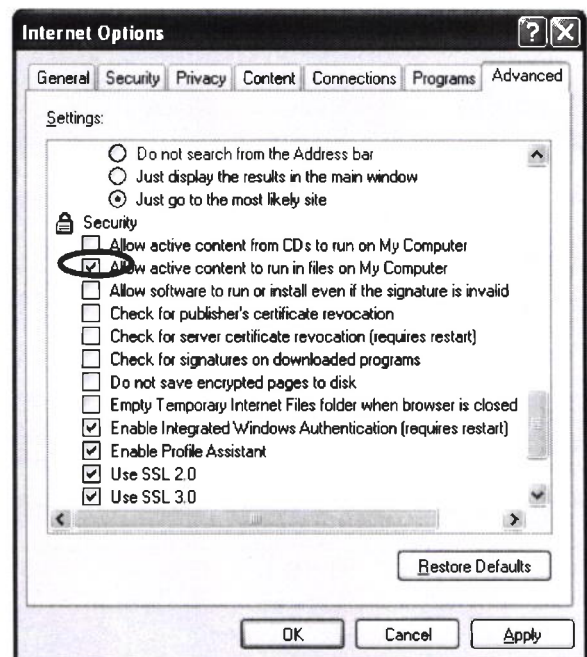 Internet Options
General Security Privacy Content Connections Programs Advanced
Settings:
Do not search from the Address bar
Just display the results in the main window
Just go to the most likely site
Security
Allow active content from CDs to run on My Computer
Allow active content to run in files on My Computer
Allow software to run or install even if the signature is invalid
Check for publisher's certificate revocation
Check for server certificate revocation (requires restart)
Check for signatures on downloaded programs
Do not save encrypted pages to disk
Empty Temporary Internet Files folder when browser is closed
Enable Integrated Windows Authentication (requires restart)
Enable Profile Assistant
Use SSL 2.0
Use SSL 3.0
Restore Defaults
OK Cancel Apply